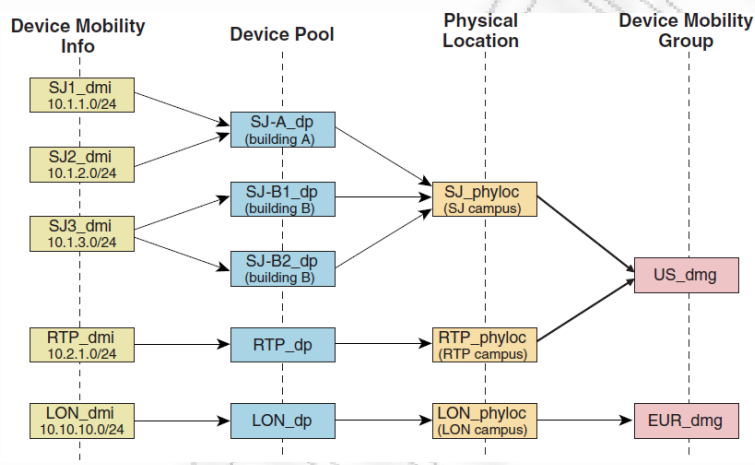 Device Mobility
Info
Device Pool
Physical
Location
Device Mobility
Group
SJ1_dmi
10.1.1.0/24
SJ2_dmi
10.1.2.0/24
SJ3_dmi
10.1.3.0/24
RTP_dmi
10.2.1.0/24
LON_dmi
10.10.10.0/24
SJ-A_dp
(building A)
SJ-B1_dp
(building B)
SJ-B2_dp
(building B)
RTP_dp
LON_dp
SJ_phyloc
(SJ campus)
RTP_phyloc
(RTP campus)
LON_phyloc
(LON campus)
US_dmg
EUR_dmg